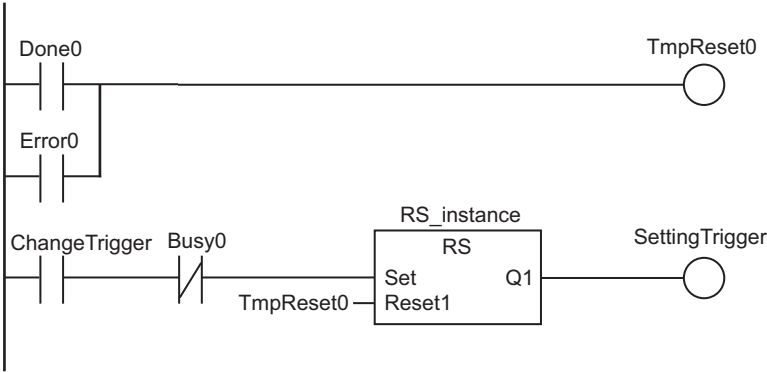 Done0
TmpReset0
Error0
RS_instance
ChangeTrigger
Busy0
RS
SettingTrigger
Set
Q1
TmpReset0
Reset1